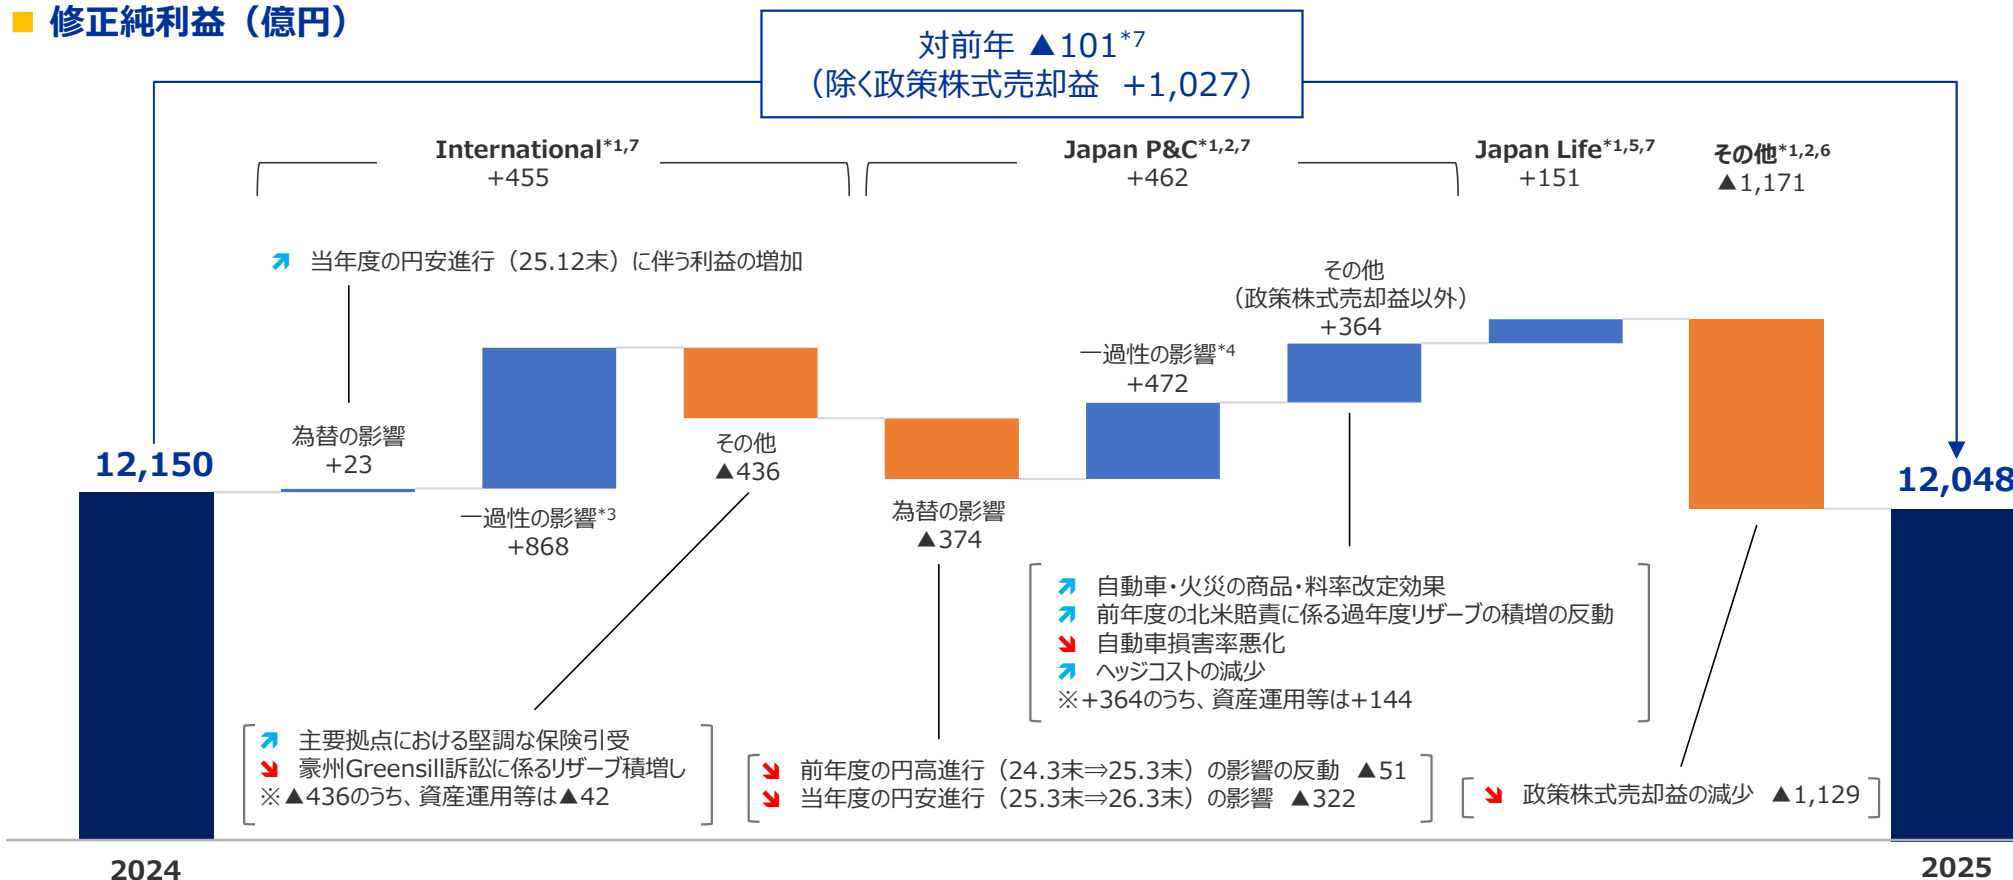 ■ 修正純利益（億円）
対前年 ▲101*7
（除く政策株式売却益 +1,027）
International*1,7
+455
Japan P&C*1,2,7
+462
Japan Life*1,5,7
+151
その他*1,2,6
▲1,171
当年度の円安進行（25.12末）に伴う利益の増加
その他
（政策株式売却益以外）
+364
一過性の影響*4
+472
為替の影響
+23
その他
▲436
12,150
12,048
一過性の影響*3
+868
為替の影響
▲374
自動車・火災の商品・料率改定効果
前年度の北米賠責に係る過年度リザーブの積増の反動
自動車損害率悪化
ヘッジコストの減少
※+364のうち、資産運用等は+144
主要拠点における堅調な保険引受
豪州Greensill訴訟に係るリザーブ積増し
※▲436のうち、資産運用等は▲42
前年度の円高進行（24.3末⇒25.3末）の影響の反動 ▲51
当年度の円安進行（25.3末⇒26.3末）の影響 ▲322
政策株式売却益の減少 ▲1,129
2024
2025